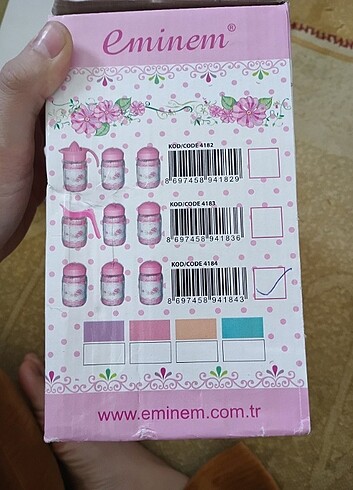 eminem®
KOD/CODE 4182
8 697458 941829
KOD/CODE 4183
8 697458 941836
KOD/CODE 4184
8 697458 941843
www.eminem.com.tr